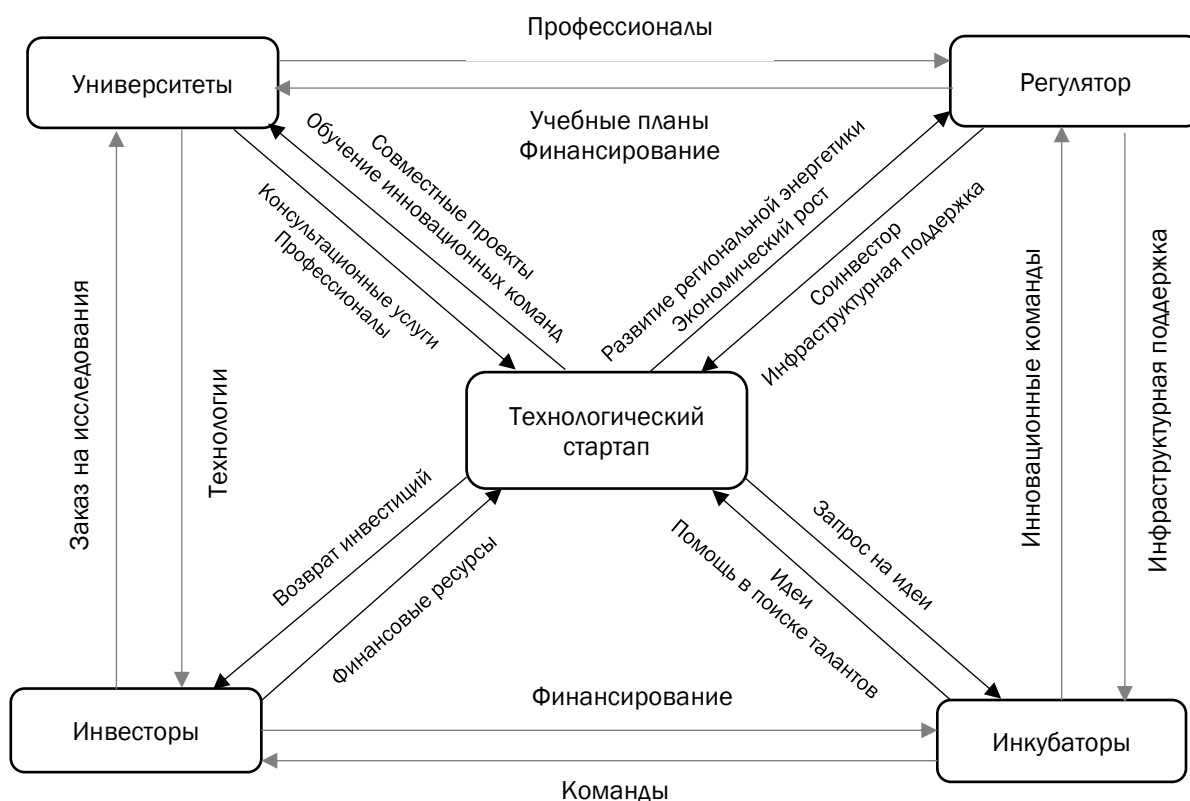 Профессионалы
Университеты
Регулятор
Учебные планы
Финансирование
Совместные проекты
Обучение инновационных команд
Консультационные услуги
Профессионалы
Развитие региональной энергетики
Экономический рост
Соинвестор
Инфраструктурная поддержка
Заказ на исследования
Технологии
Технологический
стартап
Инновационные команды
Инфраструктурная поддержка
Возврат инвестиций
Финансовые ресурсы
Запрос на идеи
Идеи
Помощь в поиске талантов
Инвесторы
Финансирование
Инкубаторы
Команды